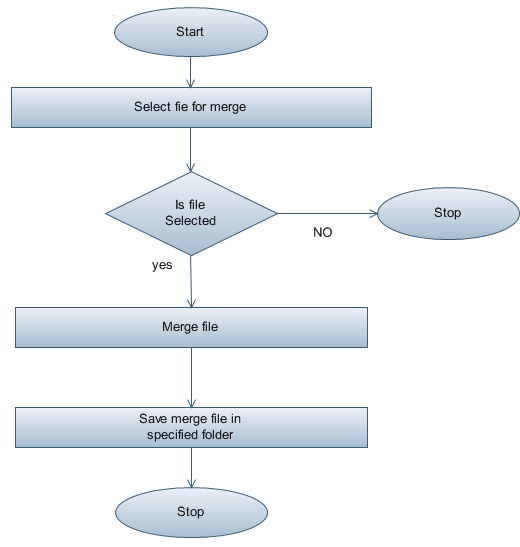 Start
Select fie for merge
Is file
Selected
Stop
NO
yes
Merge file
Save merge file in
specified folder
Stop